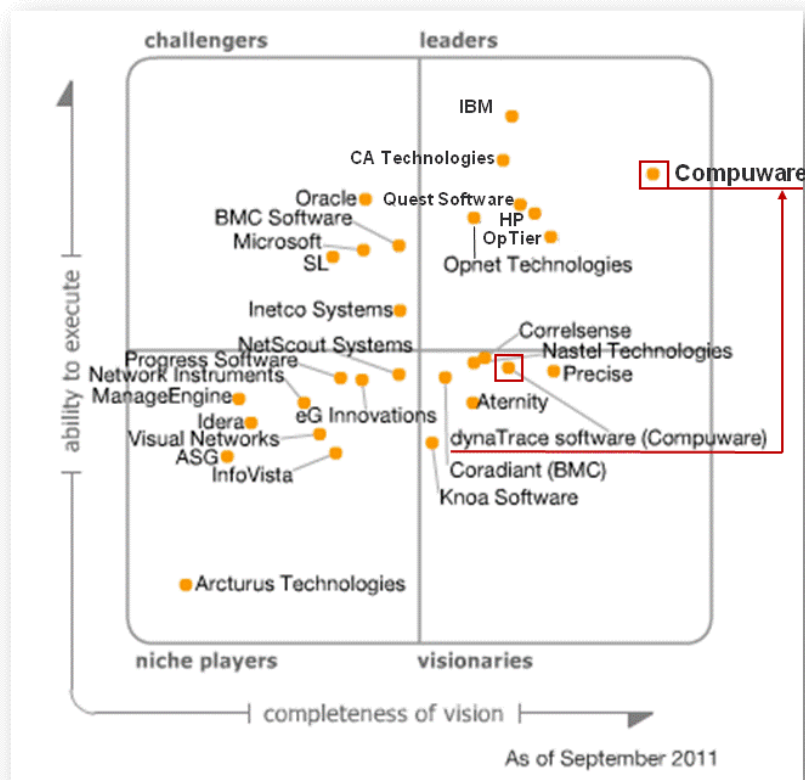 challengers
leaders
IBM
CA Technologies
Compuware
Oracle
Quest Software
BMC Software
HP
Microsoft
OpTier
SL
Opnet Technologies
Inetco Systems
Correlsense
NetScout Systems
Nastel Technologies
Progress Software
Precise
Network Instruments
ManageEngine
Aternity
eG Innovations
Idera
Visual Networks
dynaTrace software (Compuware)
ASG
InfoVista
Coradiant (BMC)
Knoa Software
Arcturus Technologies
niche players
visionaries
ability to execute
completeness of vision
As of September 2011